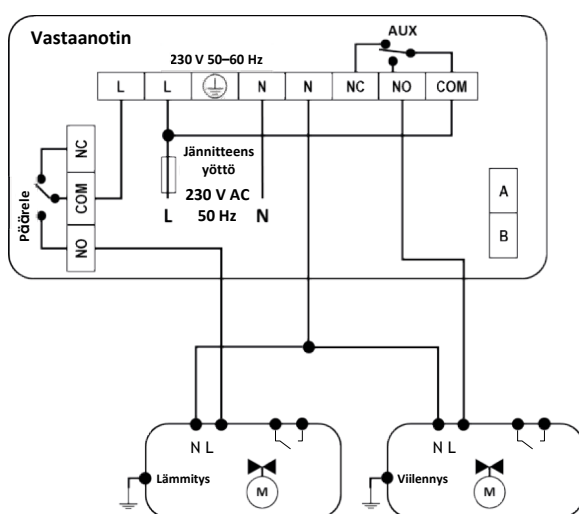 Vastaanotin
AUX
230 V 50–60 Hz
L L N N NC NO COM
Jännitteens
yöttö
230 V AC
L 50 Hz N
Päärele
NC
COM
NO
A
B
N L
N L
Lämmitys
Viilennys
M
M